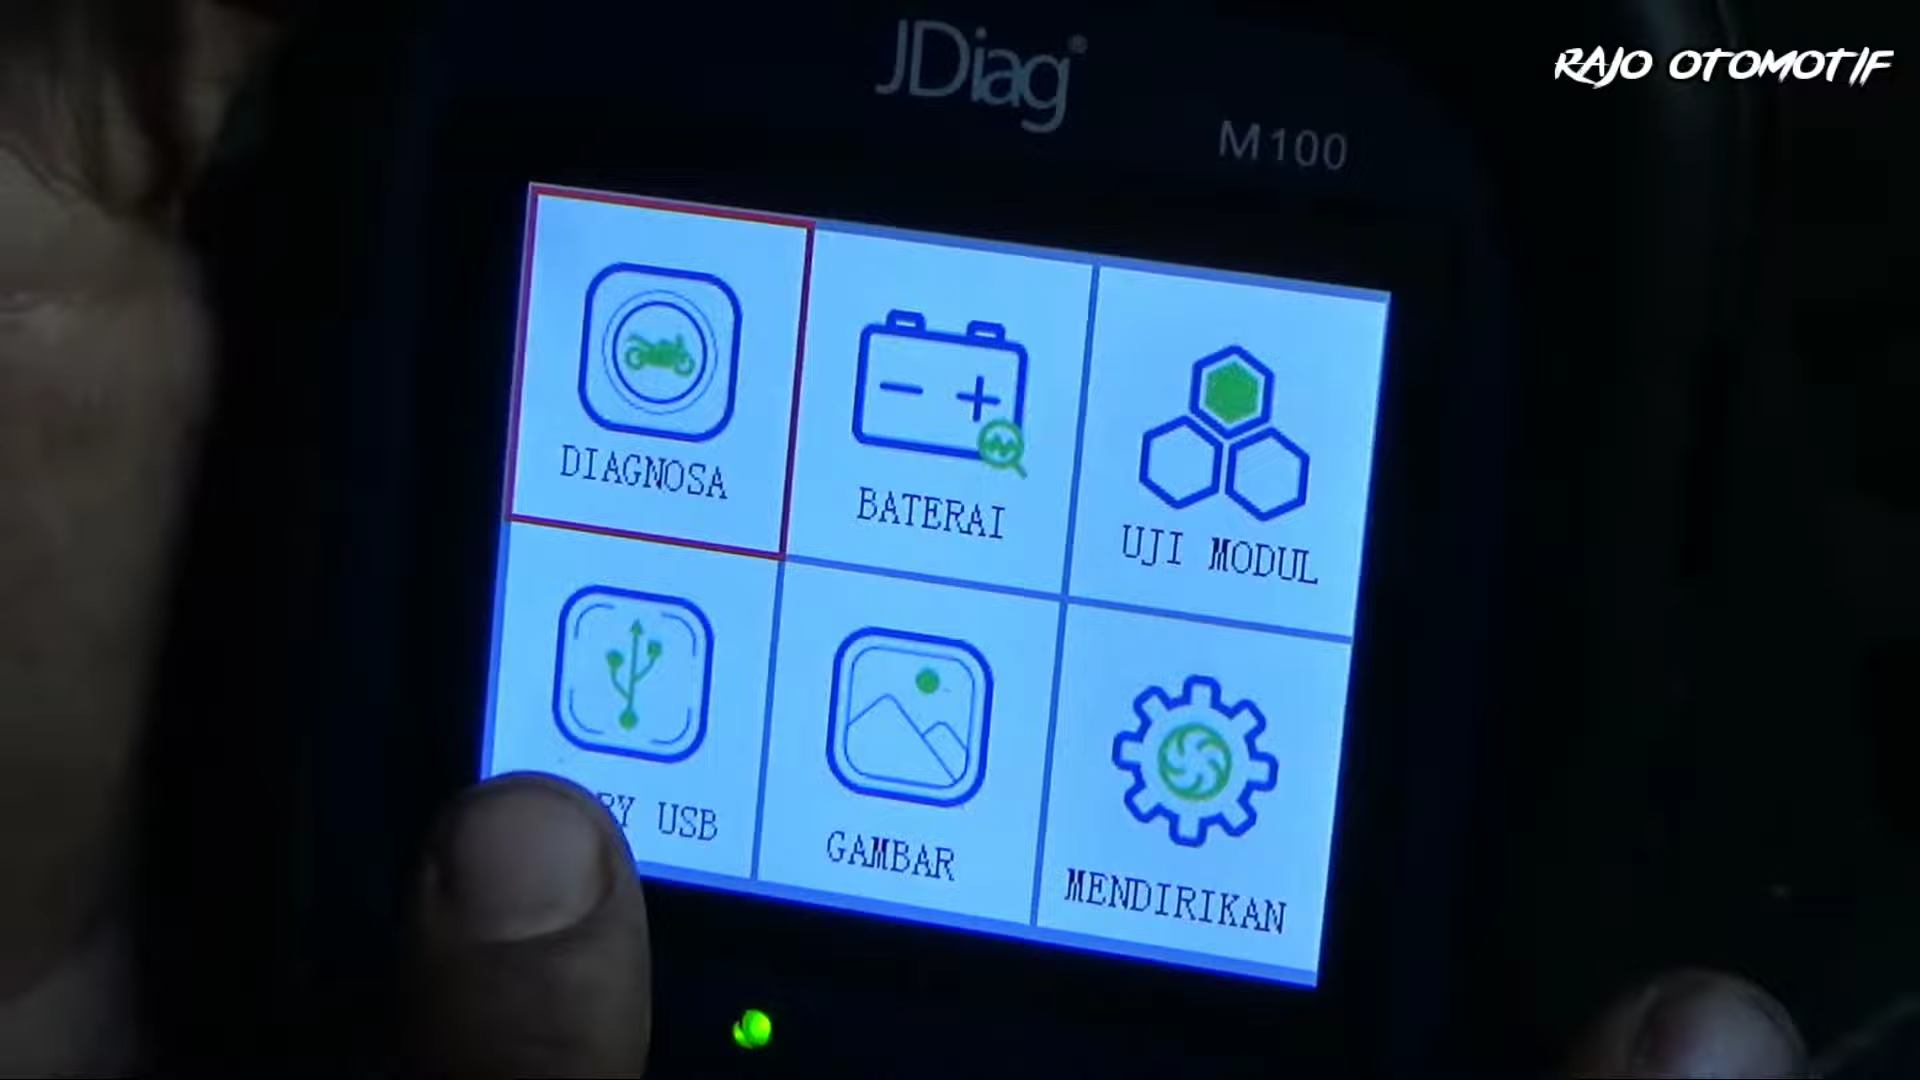 JDiag®
M100
RAJO OTOMOTIF
DIAGNOSA
BATERAI
UJI MODUL
USB
GAMBAR
MENDIRIKAN